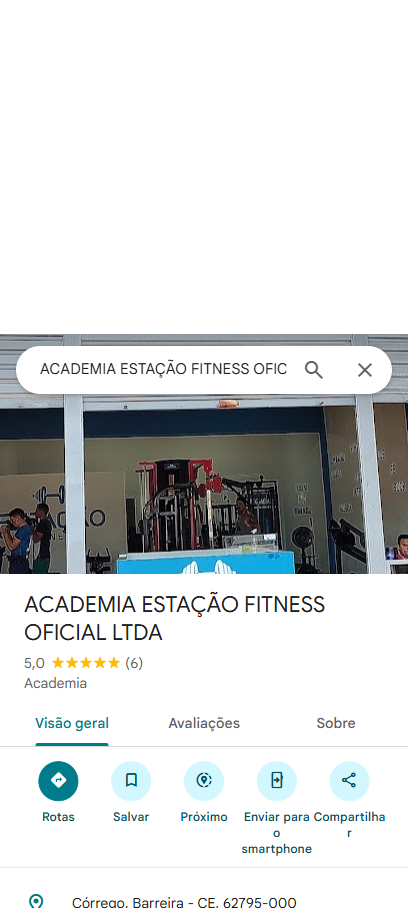 ACADEMIA ESTAÇÃO FITNESS OFIC
ACADEMIA ESTAÇÃO FITNESS
OFICIAL LTDA
5,0 (6)
Academia
Visão geral Avaliações Sobre
Rotas Salvar Próximo Enviar para o smartphone Compartilhar
Córrego, Barreira - CE, 62795-000